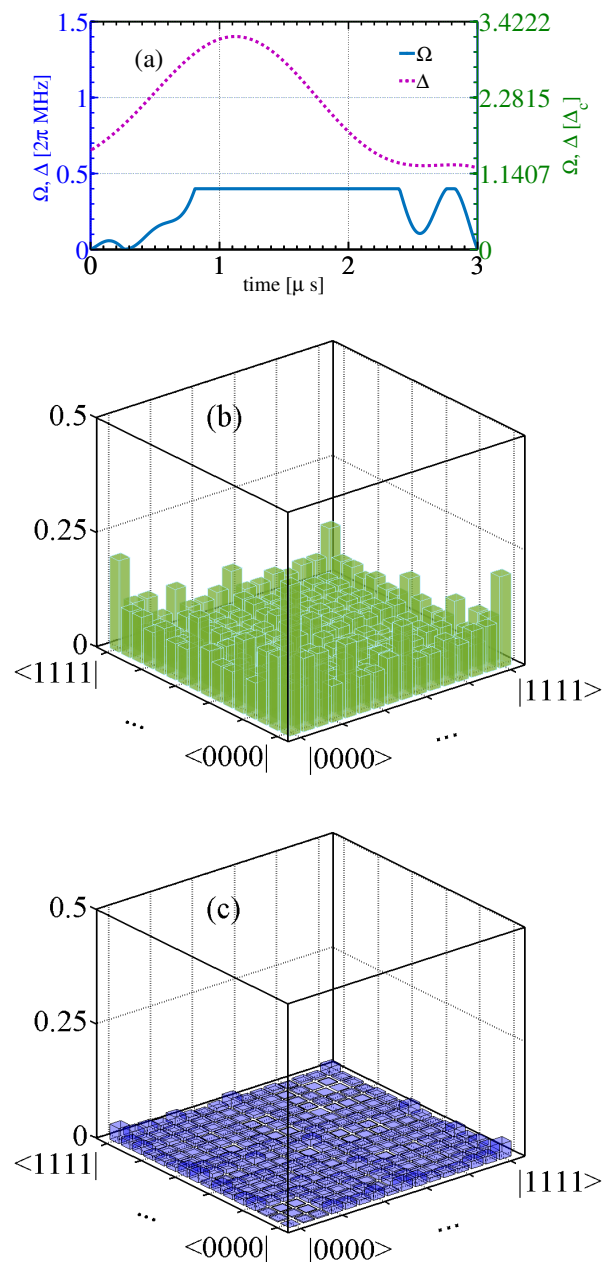 1.5
1
0.5
0
Ω, Δ [2π MHz]
(a)
Ω
Δ
3.4222
2.2815
1.1407
0
Ω, Δ [Δc]
0 1 2 3
time [μ s]
(b)
0.5
0.25
0
<1111|
...
<0000|
|0000>
...
|1111>
(c)
0.5
0.25
0
<1111|
...
<0000|
|0000>
...
|1111>